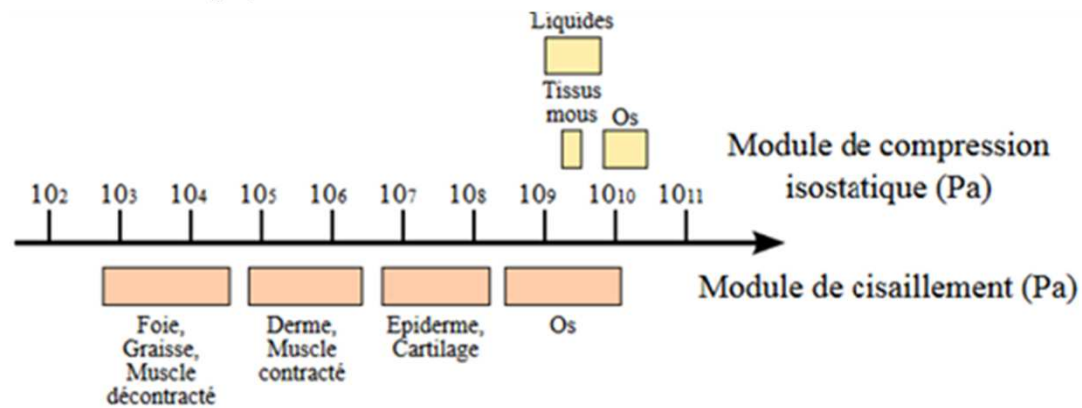 Liquides
Tissus
mous Os
Module de compression
isostatique (Pa)
10² 10³ 10⁴ 10⁵ 10⁶ 10⁷ 10⁸ 10⁹ 10¹⁰ 10¹¹
Module de cisaillement (Pa)
Foie,
Graisse,
Muscle
décontracté
Derme,
Muscle
contracté
Epiderme,
Cartilage
Os